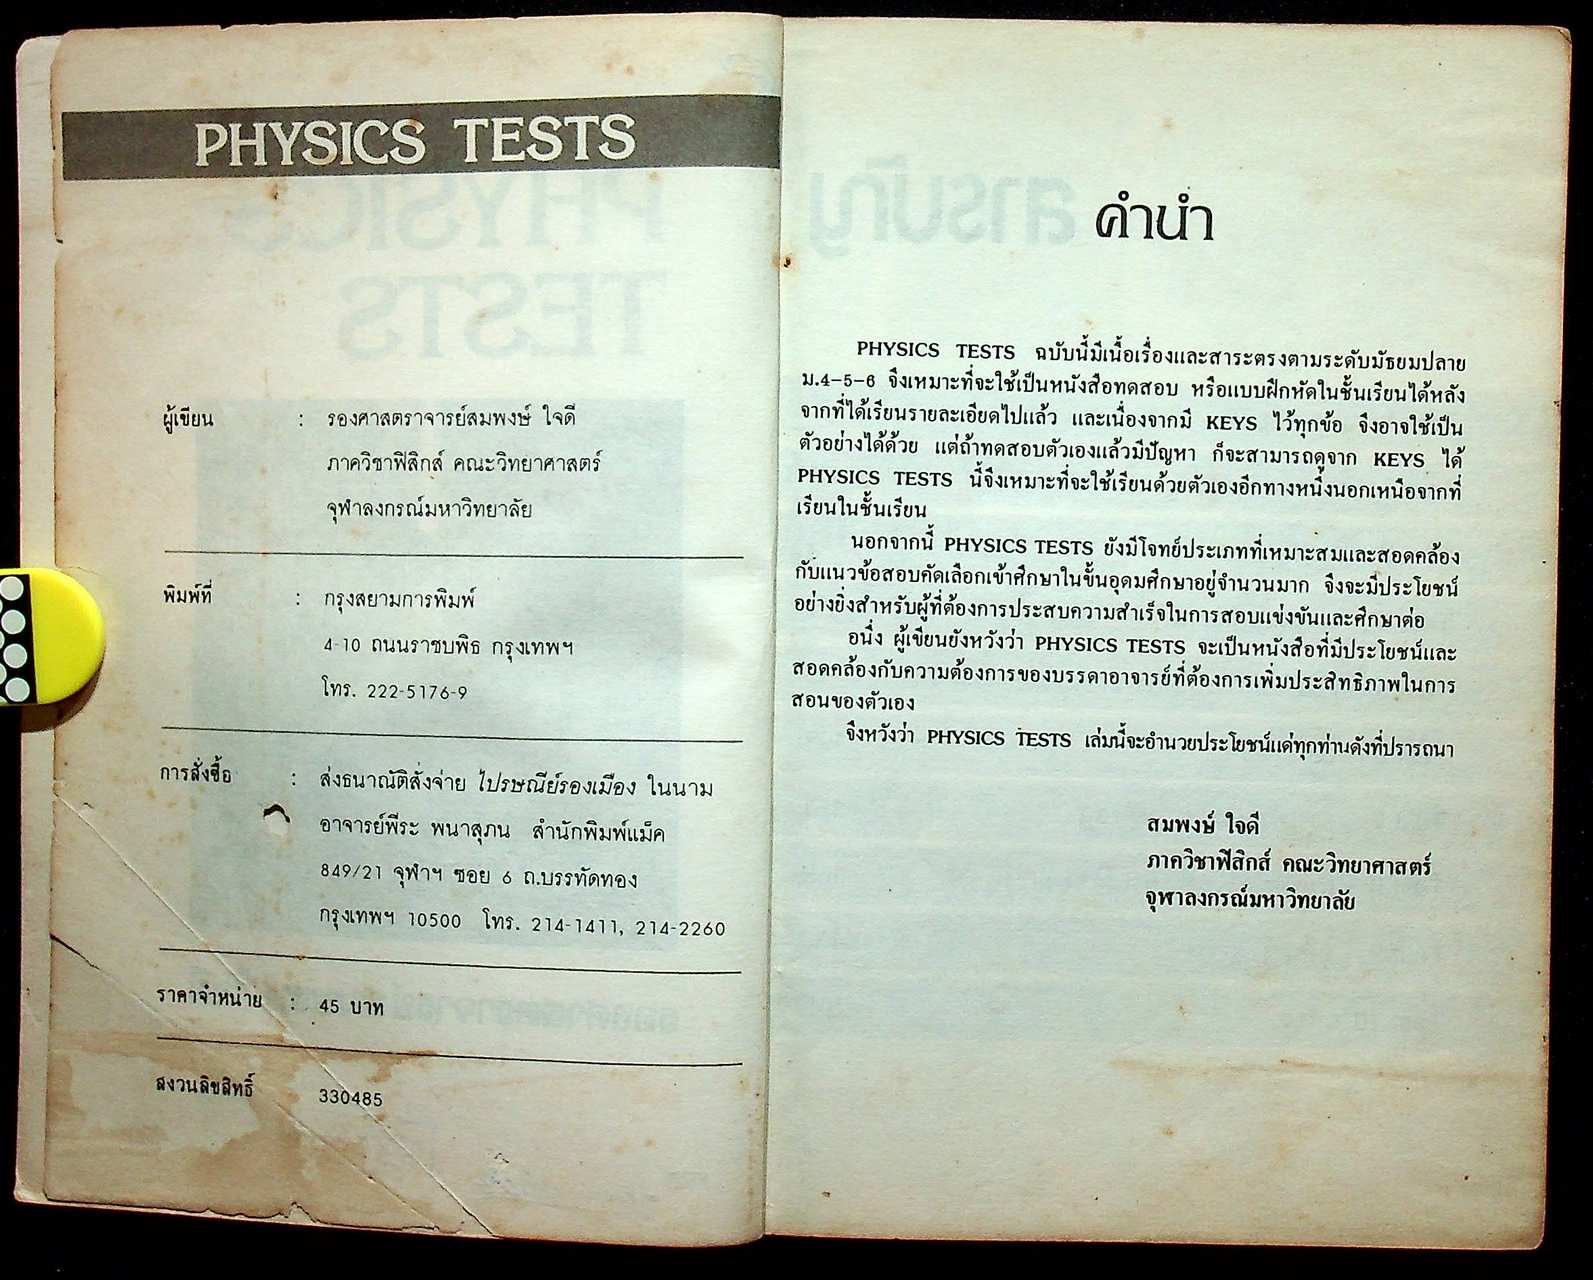 PHYSICS TESTS
ผู้เขียน : รองศาสตราจารย์สมพงษ์ ใจดี
ภาควิชาฟิสิกส์ คณะวิทยาศาสตร์
จุฬาลงกรณ์มหาวิทยาลัย
พิมพ์ที่ : กรุงสยามการพิมพ์
4-10 ถนนราชบพิธ กรุงเทพฯ
โทร. 222-5176-9
การสั่งซื้อ : ส่งธนาณัติสั่งจ่าย ไปรษณีย์รองเมือง ในนาม
อาจารย์พีระ พนาสุภน สำนักพิมพ์แม็ค
849/21 จุฬาฯ ซอย 6 ถ.บรรทัดทอง
กรุงเทพฯ 10500 โทร. 214-1411, 214-2260
ราคาจำหน่าย : 45 บาท
สงวนลิขสิทธิ์ 330485
คำนำ
PHYSICS TESTS ฉบับนี้มีเนื้อเรื่องและสาระตรงตามระดับมัธยมปลาย
ม.4-5-6 จึงเหมาะที่จะใช้เป็นหนังสือทดสอบ หรือแบบฝึกหัดในชั้นเรียนได้หลัง
จากที่ได้เรียนรายละเอียดไปแล้ว และเนื่องจากมี KEYS ไว้ทุกข้อ จึงอาจใช้เป็น
ตัวอย่างได้ด้วย แต่ถ้าทดสอบตัวเองแล้วมีปัญหา ก็จะสามารถดูจาก KEYS ได้
PHYSICS TESTS นี้จึงเหมาะที่จะใช้เรียนด้วยตัวเองอีกทางหนึ่งนอกเหนือจากที่
เรียนในชั้นเรียน
นอกจากนี้ PHYSICS TESTS ยังมีโจทย์ประเภทที่เหมาะสมและสอดคล้อง
กับแนวข้อสอบคัดเลือกเข้าศึกษาในขั้นอุดมศึกษาอยู่จำนวนมาก จึงจะมีประโยชน์
อย่างยิ่งสำหรับผู้ที่ต้องการประสบความสำเร็จในการสอบแข่งขันและศึกษาต่อ
อนึ่ง ผู้เขียนยังหวังว่า PHYSICS TESTS จะเป็นหนังสือที่มีประโยชน์และ
สอดคล้องกับความต้องการของบรรดาอาจารย์ที่ต้องการเพิ่มประสิทธิภาพในการ
สอนของตัวเอง
จึงหวังว่า PHYSICS TESTS เล่มนี้จะอำนวยประโยชน์แด่ทุกท่านดังที่ปรารถนา
สมพงษ์ ใจดี
ภาควิชาฟิสิกส์ คณะวิทยาศาสตร์
จุฬาลงกรณ์มหาวิทยาลัย